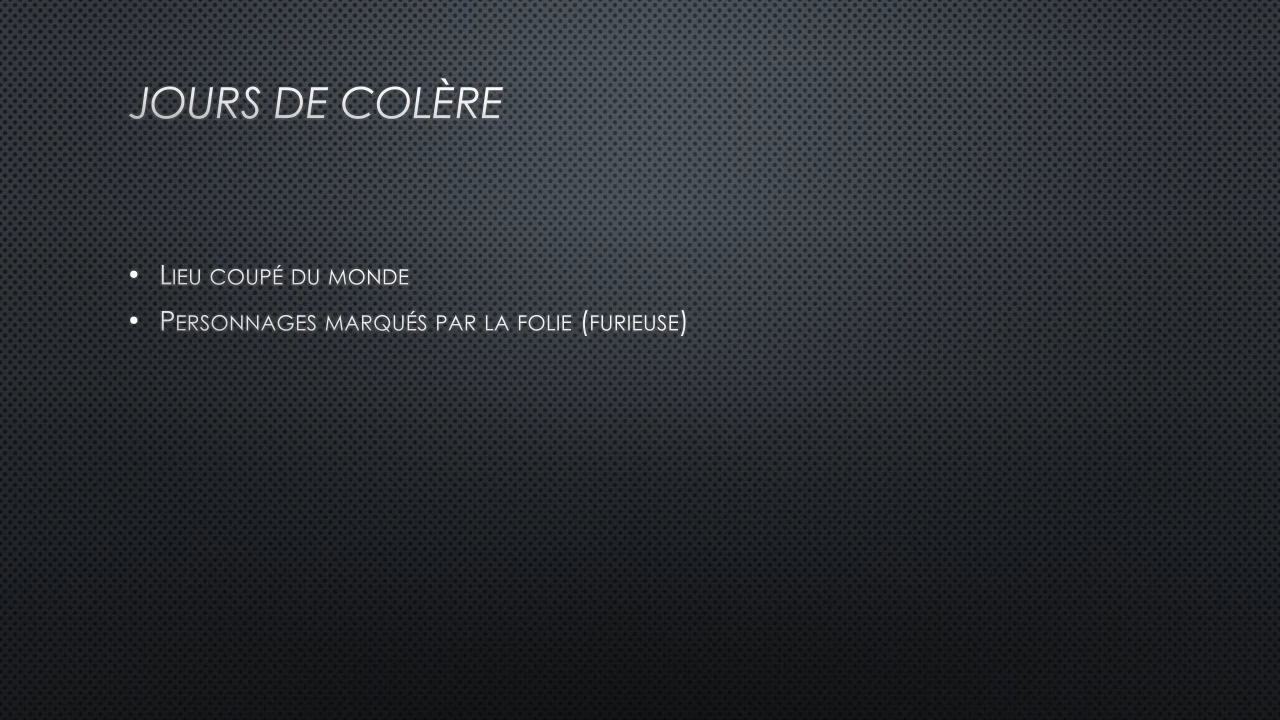 JOURS DE COLÈRE
• LIEU COUPÉ DU MONDE
• PERSONNAGES MARQUÉS PAR LA FOLIE (FURIEUSE)